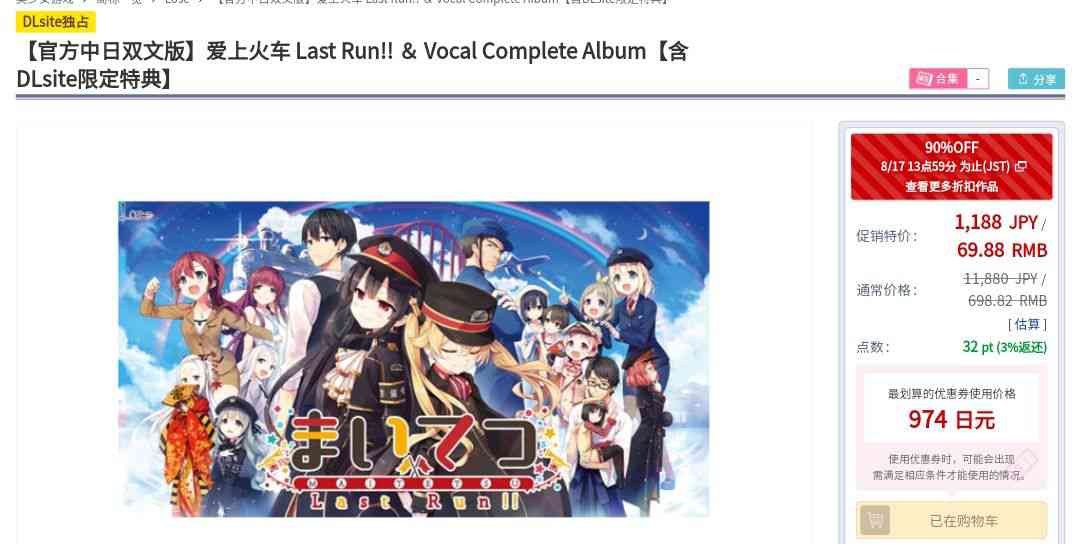 美少女游戏 > 商标一览 > Lose > 【官方中日双文版】爱上火车 Last Run!! & Vocal Complete Album【含DLsite限定特典】
DLsite独占
【官方中日双文版】爱上火车 Last Run!! & Vocal Complete Album【含
DLsite限定特典】
合集 -
分享
Lose
まいてつ
MAITETSU
Last Run!!
90%OFF
8/17 13点59分 为止(JST)
查看更多折扣作品
促销特价: 1,188 JPY /
69.88 RMB
通常价格: 11,880 JPY /
698.82 RMB
[ 估算 ]
点数: 32 pt (3%返还)
最划算的优惠券使用价格
974 日元
使用优惠券时，可能会出现
需满足相应条件才能使用的情况。
已在购物车